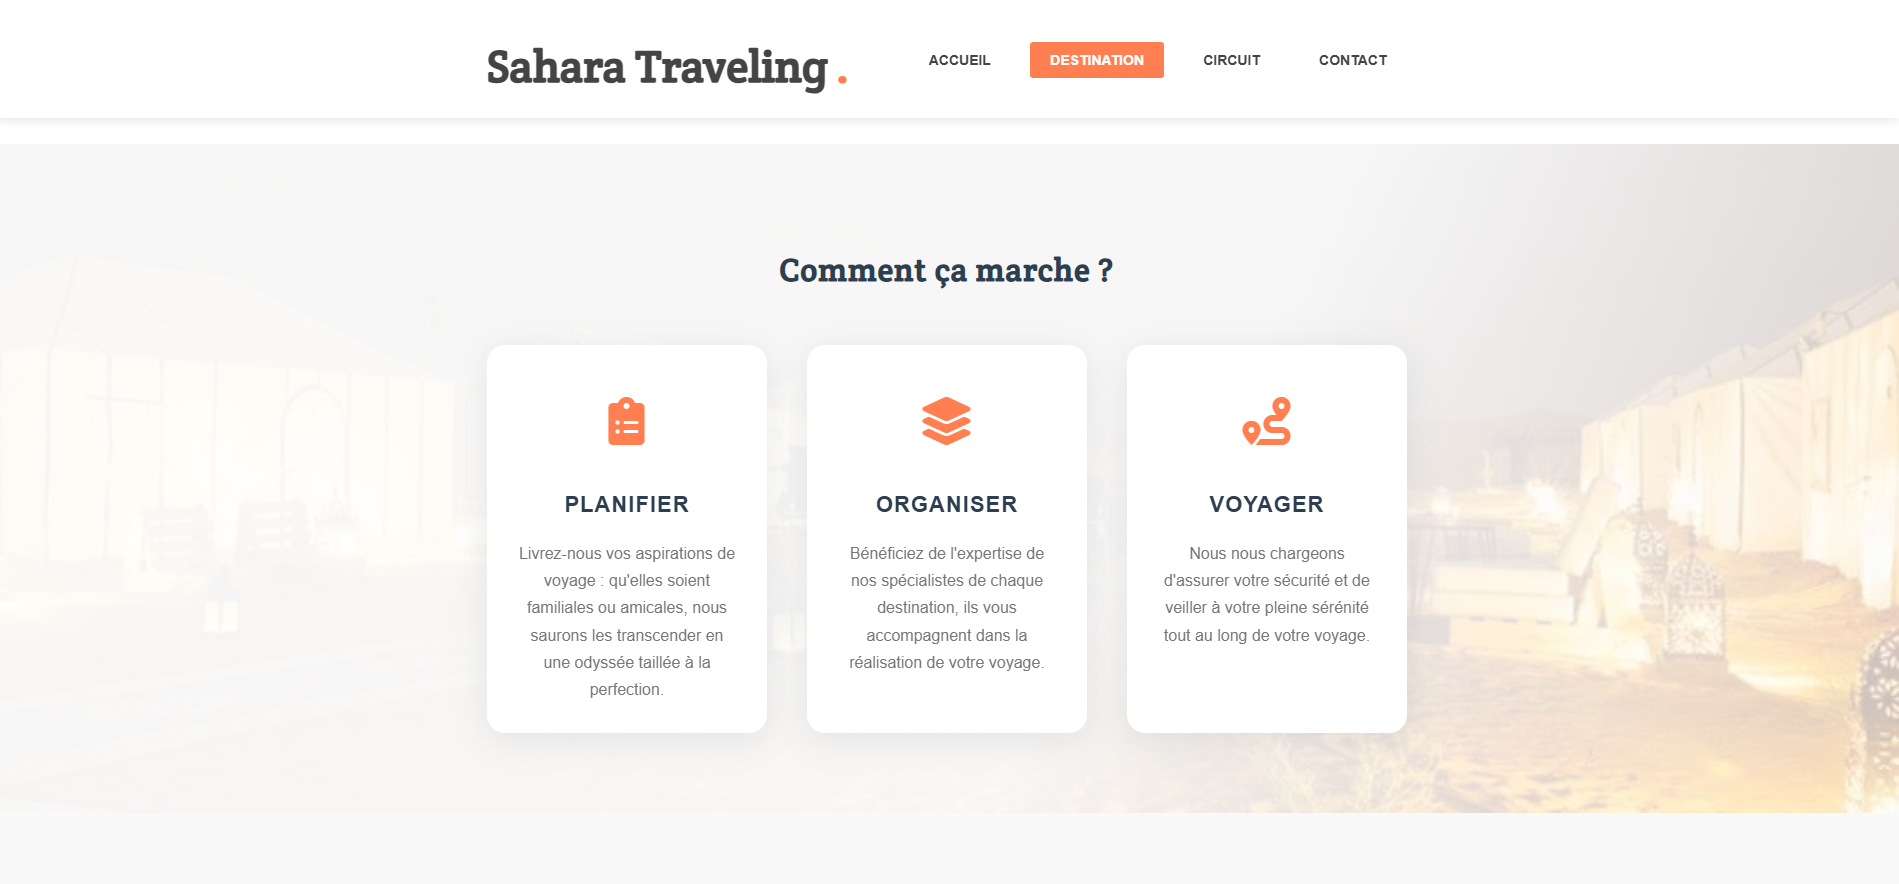 Sahara Traveling .
ACCUEIL
DESTINATION
CIRCUIT
CONTACT
Comment ça marche ?
PLANIFIER
Livrez-nous vos aspirations de
voyage : qu'elles soient
familiales ou amicales, nous
saurons les transcender en
une odyssée taillée à la
perfection.
ORGANISER
Bénéficiez de l'expertise de
nos spécialistes de chaque
destination, ils vous
accompagnent dans la
réalisation de votre voyage.
VOYAGER
Nous nous chargeons
d'assurer votre sécurité et de
veiller à votre pleine sérénité
tout au long de votre voyage.